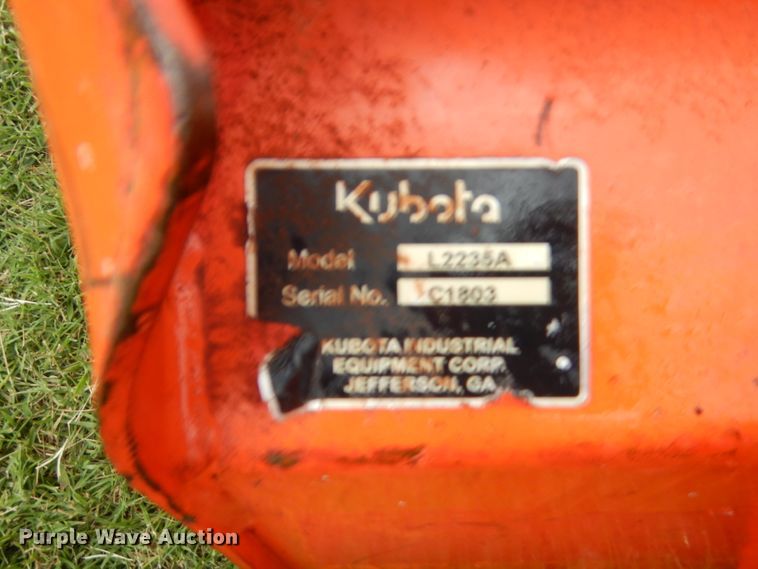 Kubota
Model L2235A
Serial No. C1803
KUBOTA INDUSTRIAL
EQUIPMENT CORP.
JEFFERSON, GA
Purple Wave Auction